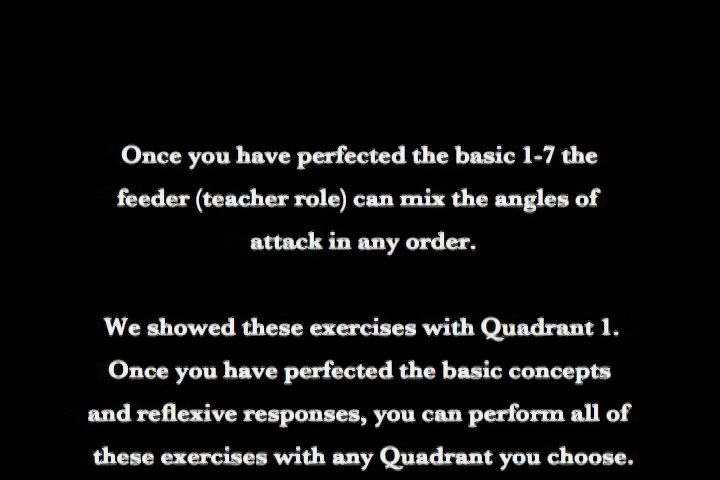 Once you have perfected the basic 1-7 the
feeder (teacher role) can mix the angles of
attack in any order.
We showed these exercises with Quadrant 1.
Once you have perfected the basic concepts
and reflexive responses, you can perform all of
these exercises with any Quadrant you choose.